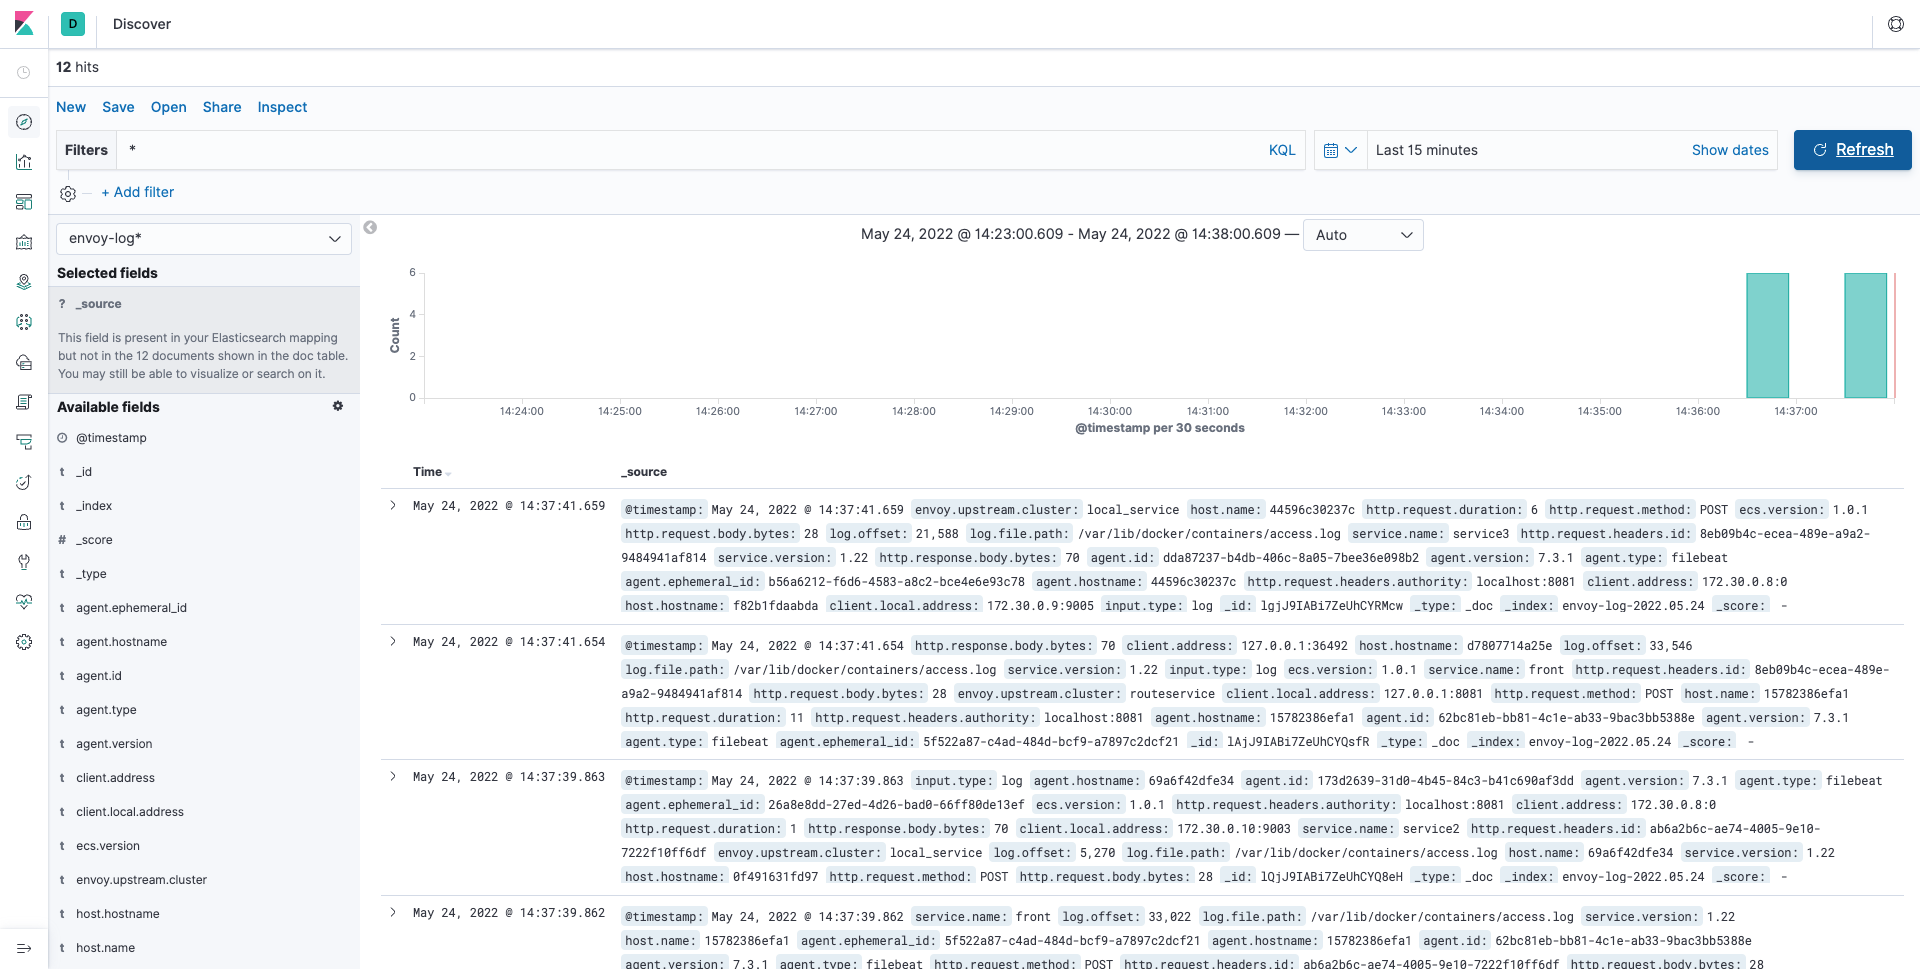 D Discover
12 hits
New Save Open Share Inspect
Filters * KQL Last 15 minutes Show dates Refresh
+ Add filter
envoy-log*
Selected fields
? _source
This field is present in your Elasticsearch mapping
but not in the 12 documents shown in the doc table.
You may still be able to visualize or search on it.
Available fields
@timestamp
t _id
t _index
# _score
t _type
t agent.ephemeral_id
t agent.hostname
t agent.id
t agent.type
t agent.version
t client.address
t client.local.address
t ecs.version
t envoy.upstream.cluster
t host.hostname
t host.name
May 24, 2022 @ 14:23:00.609 - May 24, 2022 @ 14:38:00.609 — Auto
Count
6
4
2
0
14:24:00 14:25:00 14:26:00 14:27:00 14:28:00 14:29:00 14:30:00 14:31:00 14:32:00 14:33:00 14:34:00 14:35:00 14:36:00 14:37:00
@timestamp per 30 seconds
Time _source
May 24, 2022 @ 14:37:41.659 @timestamp: May 24, 2022 @ 14:37:41.659 envoy.upstream.cluster: local_service host.name: 44596c30237c http.request.duration: 6 http.request.method: POST ecs.version: 1.0.1
http.request.body.bytes: 28 log.offset: 21,588 log.file.path: /var/lib/docker/containers/access.log service.name: service3 http.request.headers.id: 8eb09b4c-ecea-489e-a9a2-
9484941af814 service.version: 1.22 http.response.body.bytes: 70 agent.id: dda87237-b4db-406c-8a05-7bee36e098b2 agent.version: 7.3.1 agent.type: filebeat
agent.ephemeral_id: b56a6212-f6d6-4583-a8c2-bce4e6e93c78 agent.hostname: 44596c30237c http.request.headers.authority: localhost:8081 client.address: 172.30.0.8:0
host.hostname: f82b1fdaabda client.local.address: 172.30.0.9:9005 input.type: log _id: lgjJ9IABi7ZeUhCYRMcw _type: _doc _index: envoy-log-2022.05.24 _score: -
May 24, 2022 @ 14:37:41.654 @timestamp: May 24, 2022 @ 14:37:41.654 http.response.body.bytes: 70 client.address: 127.0.0.1:36492 host.hostname: d7807714a25e log.offset: 33,546
log.file.path: /var/lib/docker/containers/access.log service.version: 1.22 input.type: log ecs.version: 1.0.1 service.name: front http.request.headers.id: 8eb09b4c-ecea-489e-
a9a2-9484941af814 http.request.body.bytes: 28 envoy.upstream.cluster: routeservice client.local.address: 127.0.0.1:8081 http.request.method: POST host.name: 15782386efa1
http.request.duration: 11 http.request.headers.authority: localhost:8081 agent.hostname: 15782386efa1 agent.id: 62bc81eb-bb81-4c1e-ab33-9bac3bb5388e agent.version: 7.3.1
agent.type: filebeat agent.ephemeral_id: 5f522a87-c4ad-484d-bcf9-a7897c2dcf21 _id: lAjJ9IABi7ZeUhCYQsfR _type: _doc _index: envoy-log-2022.05.24 _score: -
May 24, 2022 @ 14:37:39.863 @timestamp: May 24, 2022 @ 14:37:39.863 input.type: log agent.hostname: 69a6f42dfe34 agent.id: 173d2639-31d0-4b45-84c3-b41c690af3dd agent.version: 7.3.1 agent.type: filebeat
agent.ephemeral_id: 26a8e8dd-27ed-4d26-bad0-66ff80de13ef ecs.version: 1.0.1 http.request.headers.authority: localhost:8081 client.address: 172.30.0.8:0
http.request.duration: 1 http.response.body.bytes: 70 client.local.address: 172.30.0.10:9003 service.name: service2 http.request.headers.id: ab6a2b6c-ae74-4005-9e10-
7222f10ff6df envoy.upstream.cluster: local_service log.offset: 5,270 log.file.path: /var/lib/docker/containers/access.log host.name: 69a6f42dfe34 service.version: 1.22
host.hostname: 0f491631fd97 http.request.method: POST http.request.body.bytes: 28 _id: lQjJ9IABi7ZeUhCYQ8eH _type: _doc _index: envoy-log-2022.05.24 _score: -
May 24, 2022 @ 14:37:39.862 @timestamp: May 24, 2022 @ 14:37:39.862 service.name: front log.offset: 33,022 log.file.path: /var/lib/docker/containers/access.log service.version: 1.22
host.name: 15782386efa1 agent.ephemeral_id: 5f522a87-c4ad-484d-bcf9-a7897c2dcf21 agent.hostname: 15782386efa1 agent.id: 62bc81eb-bb81-4c1e-ab33-9bac3bb5388e
agent.version: 7.3.1 agent.type: filebeat http.request.method: POST http.request.headers.id: ab6a2b6c-ae74-4005-9e10-7222f10ff6df http.request.body.bytes: 28